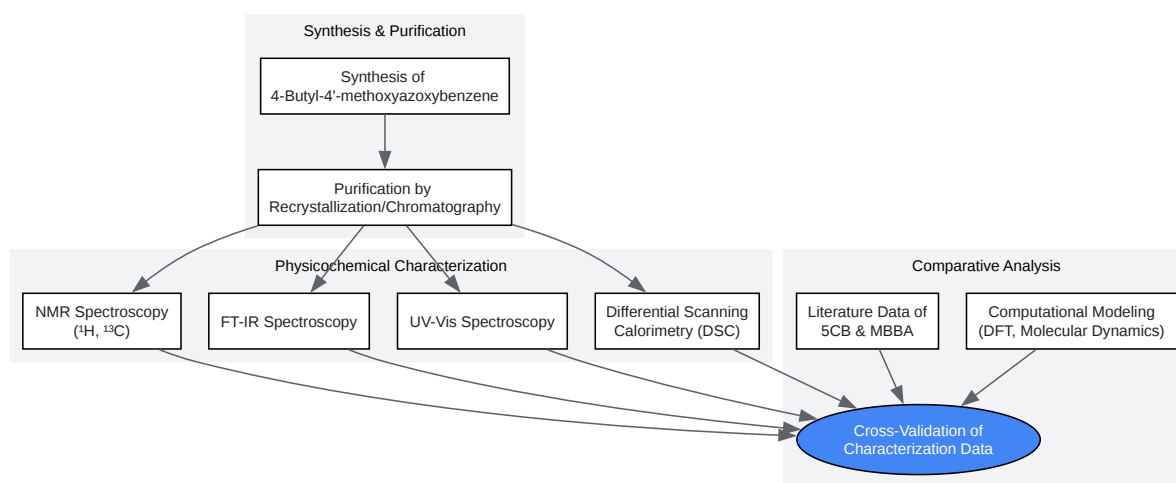 Synthesis & Purification
Synthesis of
4-Butyl-4'-methoxyazoxybenzene
Purification by
Recrystallization/Chromatography
Physicochemical Characterization
NMR Spectroscopy
(¹H, ¹³C)
FT-IR Spectroscopy
UV-Vis Spectroscopy
Differential Scanning
Calorimetry (DSC)
Comparative Analysis
Literature Data of
5CB & MBBA
Computational Modeling
(DFT, Molecular Dynamics)
Cross-Validation of
Characterization Data